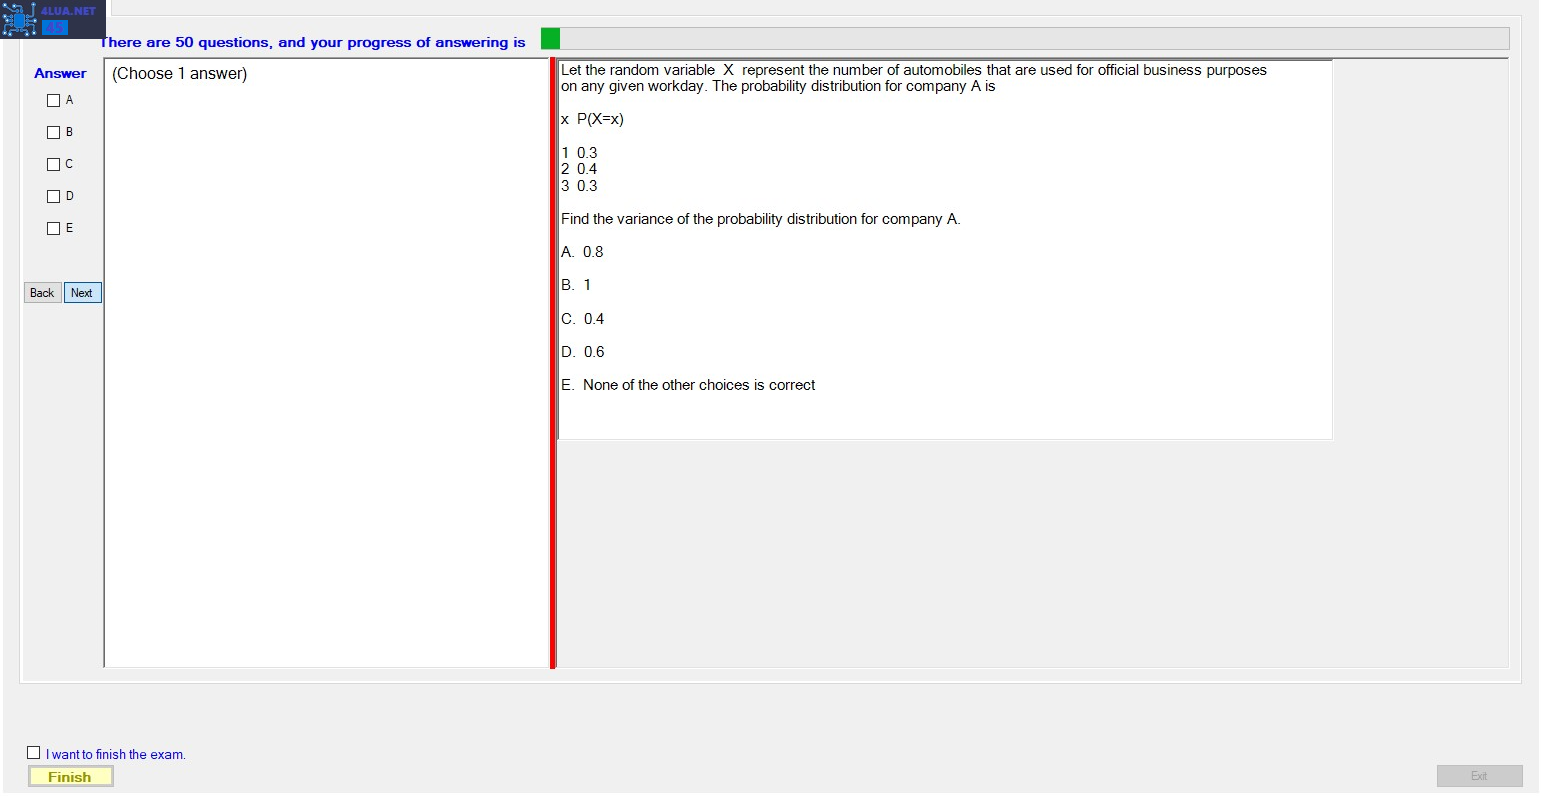 4LUA.NET
45
There are 50 questions, and your progress of answering is
Answer
(Choose 1 answer)
A
B
C
D
E
Back Next
Let the random variable X represent the number of automobiles that are used for official business purposes
on any given workday. The probability distribution for company A is
x P(X=x)
1 0.3
2 0.4
3 0.3
Find the variance of the probability distribution for company A.
A. 0.8
B. 1
C. 0.4
D. 0.6
E. None of the other choices is correct
I want to finish the exam.
Finish
Exit